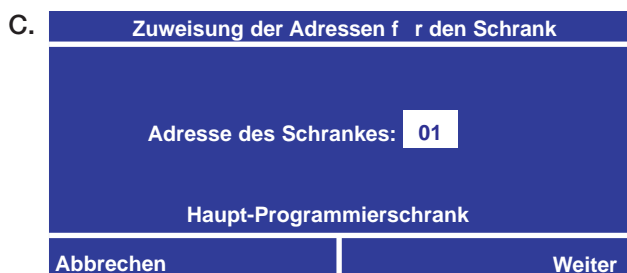 C.
Zuweisung der Adressen f r den Schrank
Adresse des Schrankes: 01
Haupt-Programmierschrank
Abbrechen Weiter